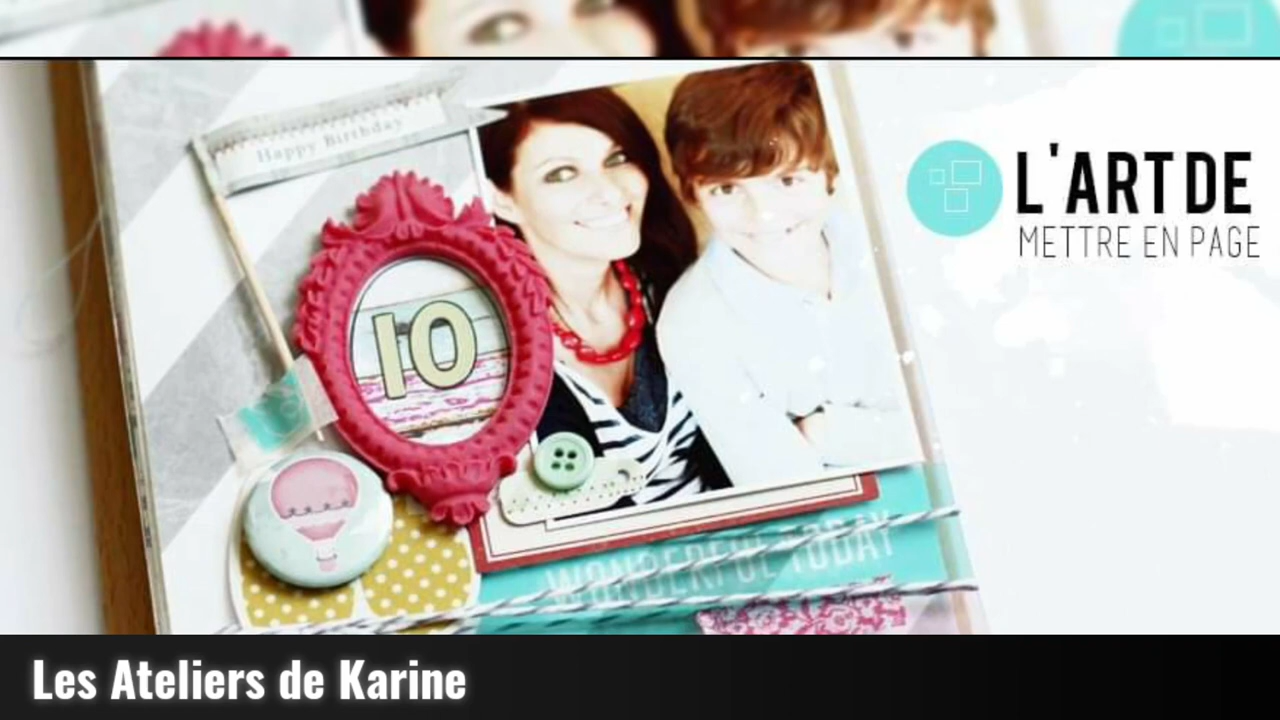 Happy Birthday
L'ART DE
METTRE EN PAGE
10
WONDERFUL TODAY
Les Ateliers de Karine